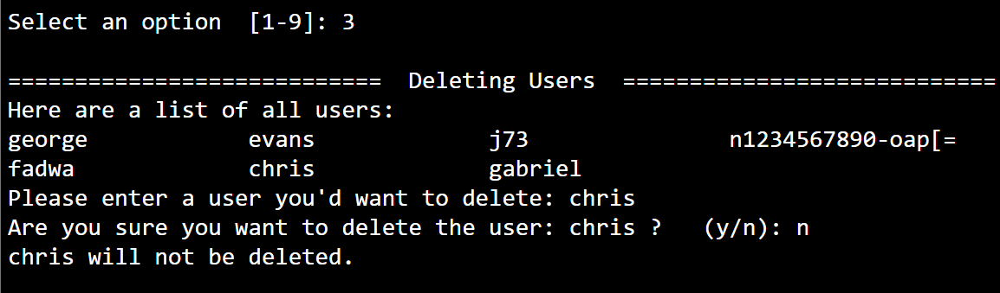 Select an option  [1-9]: 3
============================  Deleting Users  ============================
Here are a list of all users:
george            evans             j73               n1234567890-oap[=
fadwa             chris             gabriel
Please enter a user you'd want to delete: chris
Are you sure you want to delete the user: chris ?   (y/n): n
chris will not be deleted.